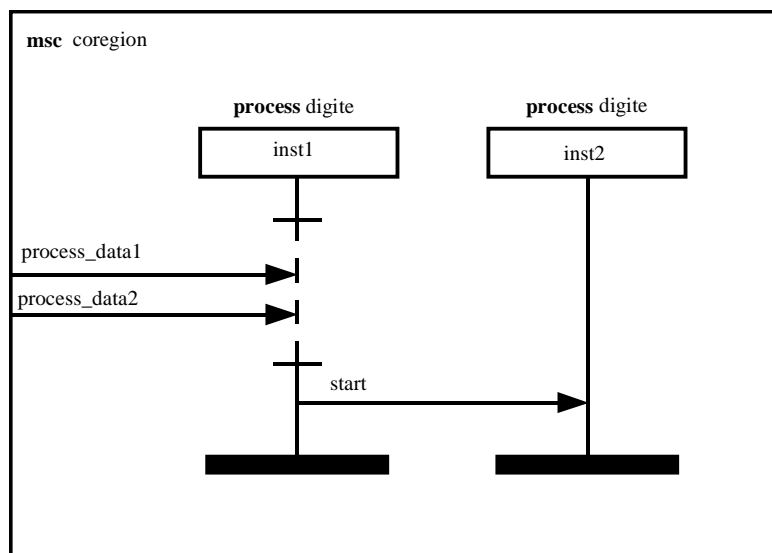 msc coregion
process digite
process digite
inst1
inst2
process_data1
process_data2
start